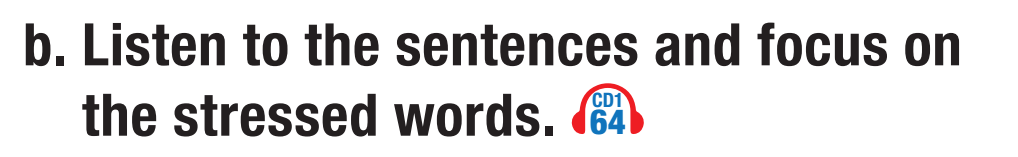 b. Listen to the sentences and focus on
the stressed words. CD1
64